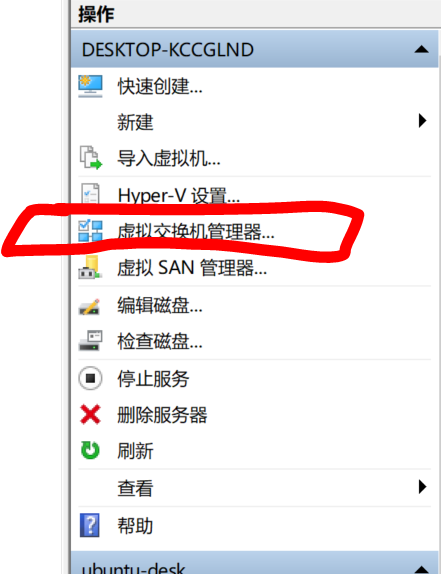 操作
DESKTOP-KCCGLND
快速创建...
新建
导入虚拟机...
Hyper-V 设置...
虚拟交换机管理器...
虚拟 SAN 管理器...
编辑磁盘...
检查磁盘...
停止服务
删除服务器
刷新
查看
帮助
ubuntu-desk